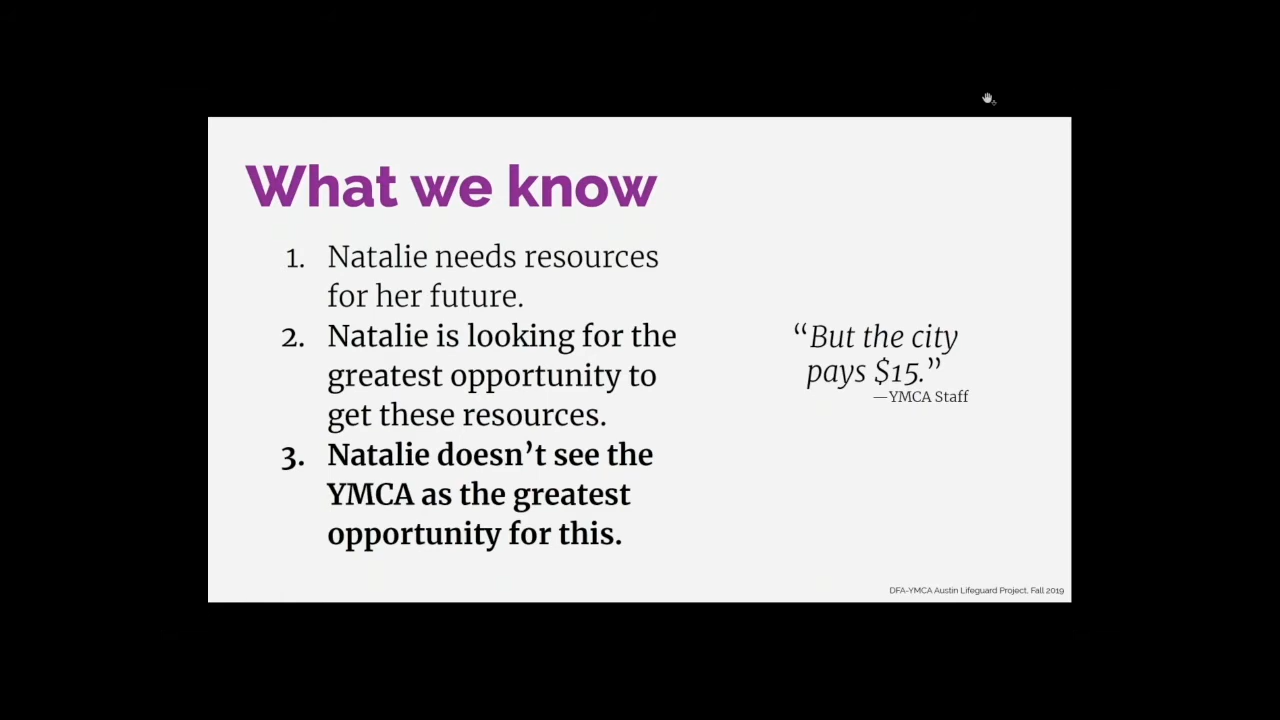 What we know
1. Natalie needs resources
for her future.
2. Natalie is looking for the
greatest opportunity to
get these resources.
3. Natalie doesn’t see the
YMCA as the greatest
opportunity for this.
“But the city
pays $15.”
—YMCA Staff
DFA-YMCA Austin Lifeguard Project, Fall 2019